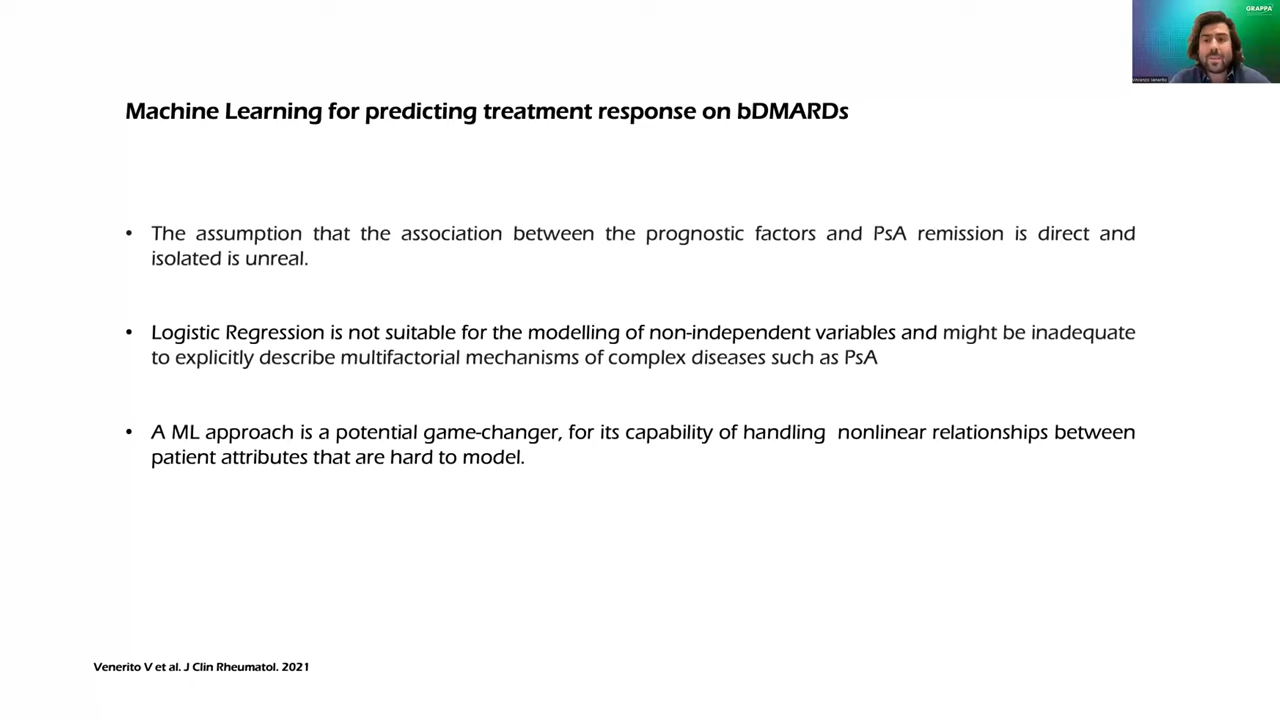 GRAPPA
Vincenzo Venerito
Machine Learning for predicting treatment response on bDMARDs
• The assumption that the association between the prognostic factors and PsA remission is direct and
isolated is unreal.
• Logistic Regression is not suitable for the modelling of non-independent variables and might be inadequate
to explicitly describe multifactorial mechanisms of complex diseases such as PsA
• A ML approach is a potential game-changer, for its capability of handling nonlinear relationships between
patient attributes that are hard to model.
Venerito V et al. J Clin Rheumatol. 2021